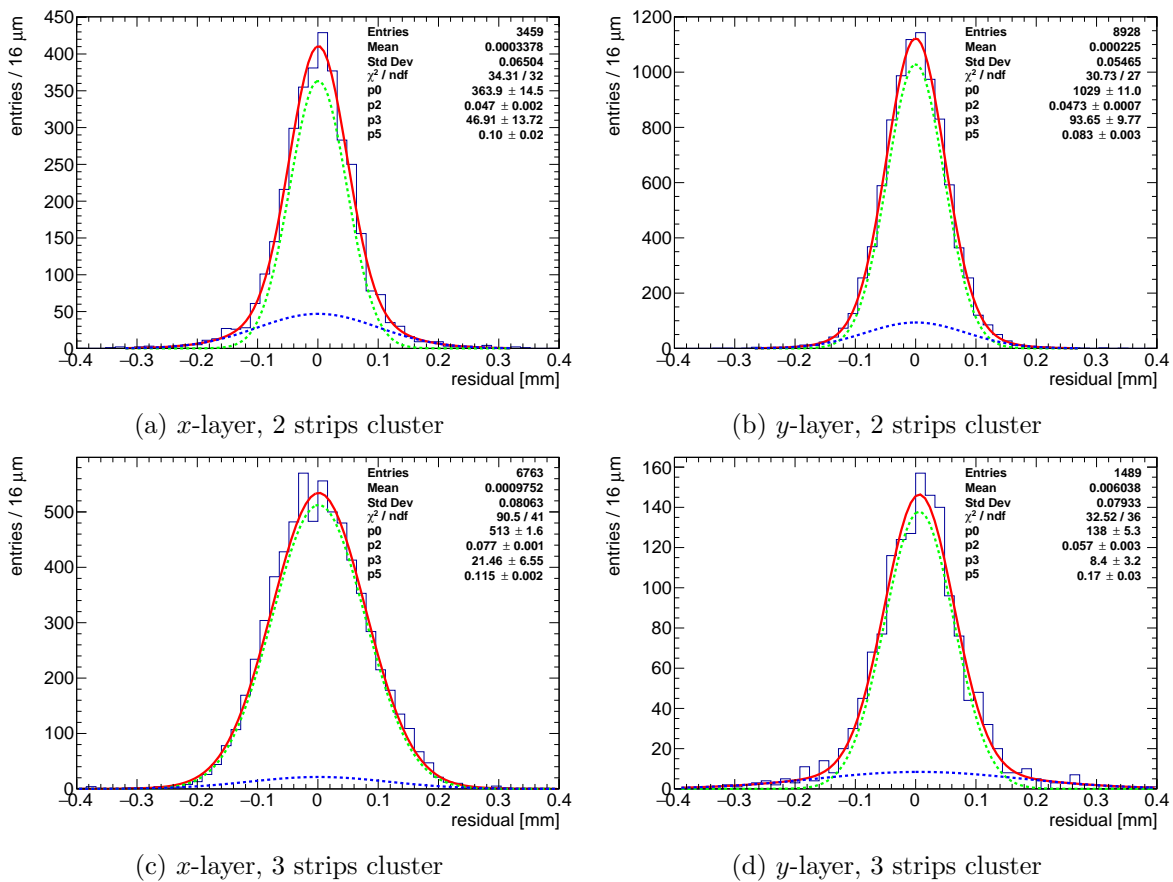 entries / 16 μm
450
400
350
300
250
200
150
100
50
0
Entries 3459
Mean 0.0003378
Std Dev 0.06504
χ² / ndf 34.31 / 32
p0 363.9 ± 14.5
p2 0.047 ± 0.002
p3 46.91 ± 13.72
p5 0.10 ± 0.02
−0.4 −0.3 −0.2 −0.1 0 0.1 0.2 0.3 0.4
residual [mm]
(a) x-layer, 2 strips cluster
entries / 16 μm
1200
1000
800
600
400
200
0
Entries 8928
Mean 0.000225
Std Dev 0.05465
χ² / ndf 30.73 / 27
p0 1029 ± 11.0
p2 0.0473 ± 0.0007
p3 93.65 ± 9.77
p5 0.083 ± 0.003
−0.4 −0.3 −0.2 −0.1 0 0.1 0.2 0.3 0.4
residual [mm]
(b) y-layer, 2 strips cluster
entries / 16 μm
500
400
300
200
100
0
Entries 6763
Mean 0.0009752
Std Dev 0.08063
χ² / ndf 90.5 / 41
p0 513 ± 1.6
p2 0.077 ± 0.001
p3 21.46 ± 6.55
p5 0.115 ± 0.002
−0.4 −0.3 −0.2 −0.1 0 0.1 0.2 0.3 0.4
residual [mm]
(c) x-layer, 3 strips cluster
entries / 16 μm
160
140
120
100
80
60
40
20
0
Entries 1489
Mean 0.006038
Std Dev 0.07933
χ² / ndf 32.52 / 36
p0 138 ± 5.3
p2 0.057 ± 0.003
p3 8.4 ± 3.2
p5 0.17 ± 0.03
−0.4 −0.3 −0.2 −0.1 0 0.1 0.2 0.3 0.4
residual [mm]
(d) y-layer, 3 strips cluster